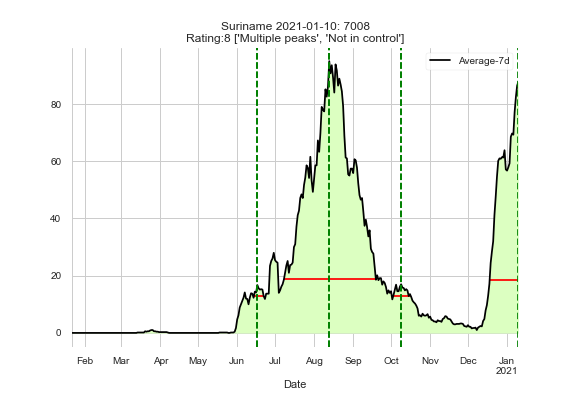 Suriname 2021-01-10: 7008
Rating:8 ['Multiple peaks', 'Not in control']
Average-7d
80
60
40
20
0
Feb Mar Apr May Jun Jul Aug Sep Oct Nov Dec Jan
2021
Date